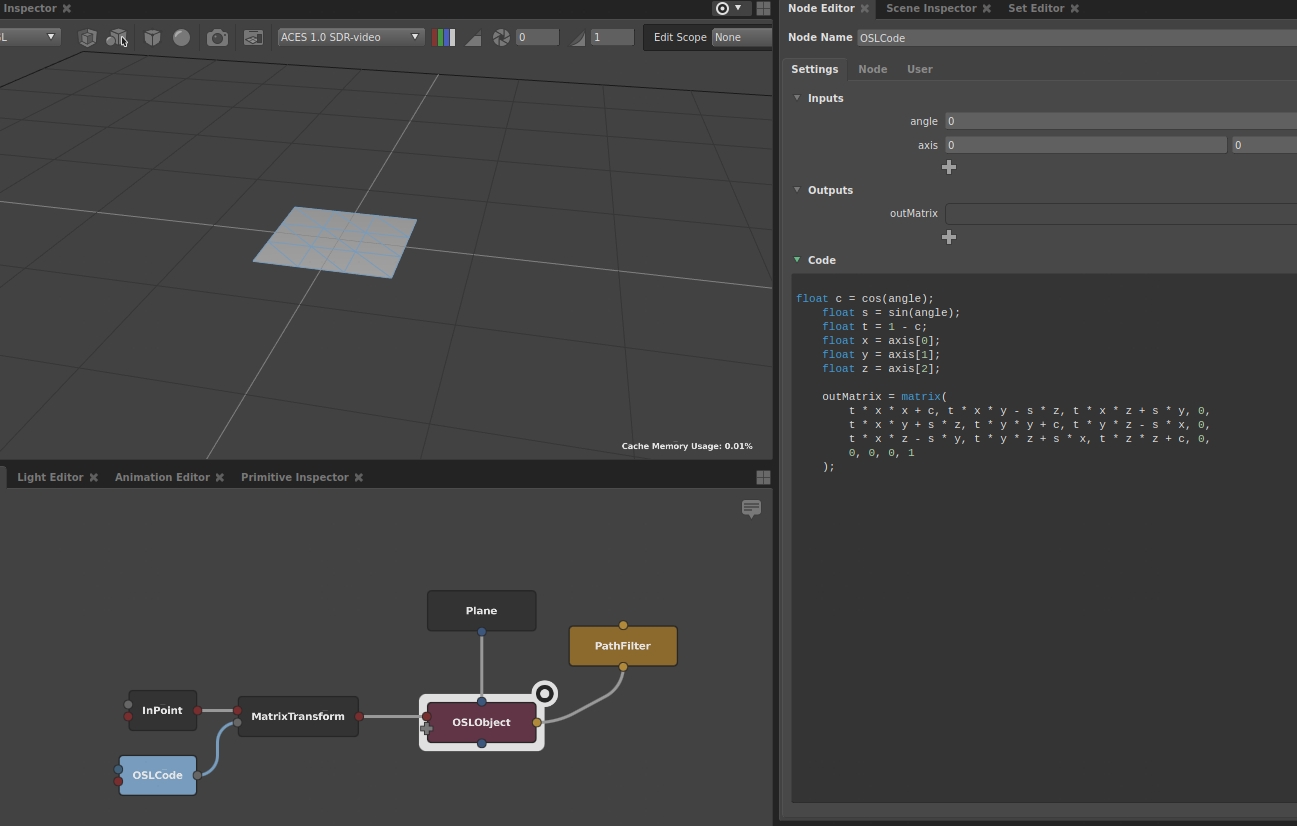 Inspector
Node Editor
Scene Inspector
Set Editor
ACES 1.0 SDR-video
0
1
Edit Scope
None
Node Name
OSLCode
Settings
Node
User
Inputs
angle
0
axis
0
0
Outputs
outMatrix
Code
float c = cos(angle);
float s = sin(angle);
float t = 1 - c;
float x = axis[0];
float y = axis[1];
float z = axis[2];
outMatrix = matrix(
t * x * x + c, t * x * y - s * z, t * x * z + s * y, 0,
t * x * y + s * z, t * y * y + c, t * y * z - s * x, 0,
t * x * z - s * y, t * y * z + s * x, t * z * z + c, 0,
0, 0, 0, 1
);
Cache Memory Usage: 0.01%
Light Editor
Animation Editor
Primitive Inspector
Plane
PathFilter
InPoint
MatrixTransform
OSLObject
OSLCode